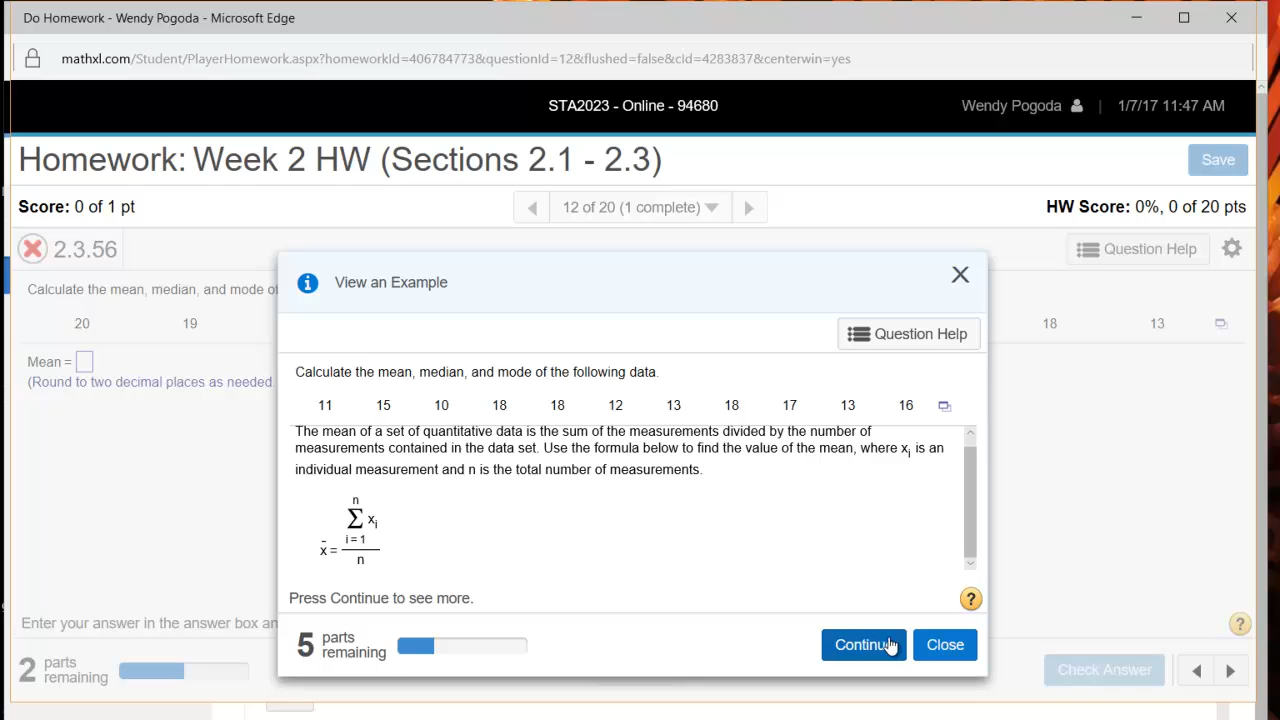 Do Homework - Wendy Pogoda - Microsoft Edge
mathxl.com/Student/PlayerHomework.aspx?homeworkId=406784773&questionId=12&flushed=false&cId=4283837&centerwin=yes
STA2023 - Online - 94680 Wendy Pogoda | 1/7/17 11:47 AM
Homework: Week 2 HW (Sections 2.1 - 2.3) Save
Score: 0 of 1 pt 12 of 20 (1 complete) HW Score: 0%, 0 of 20 pts
2.3.56 Question Help
Calculate the mean, median, and mode of
20 19 18 13
Mean =
(Round to two decimal places as needed
View an Example
Question Help
Calculate the mean, median, and mode of the following data.
11 15 10 18 18 12 13 18 17 13 16
The mean of a set of quantitative data is the sum of the measurements divided by the number of
measurements contained in the data set. Use the formula below to find the value of the mean, where xᵢ is an
individual measurement and n is the total number of measurements.
n
Σ xᵢ
i = 1
x̄ =
n
Press Continue to see more. ?
5 parts remaining Continue Close
Enter your answer in the answer box an ?
2 parts remaining Check Answer